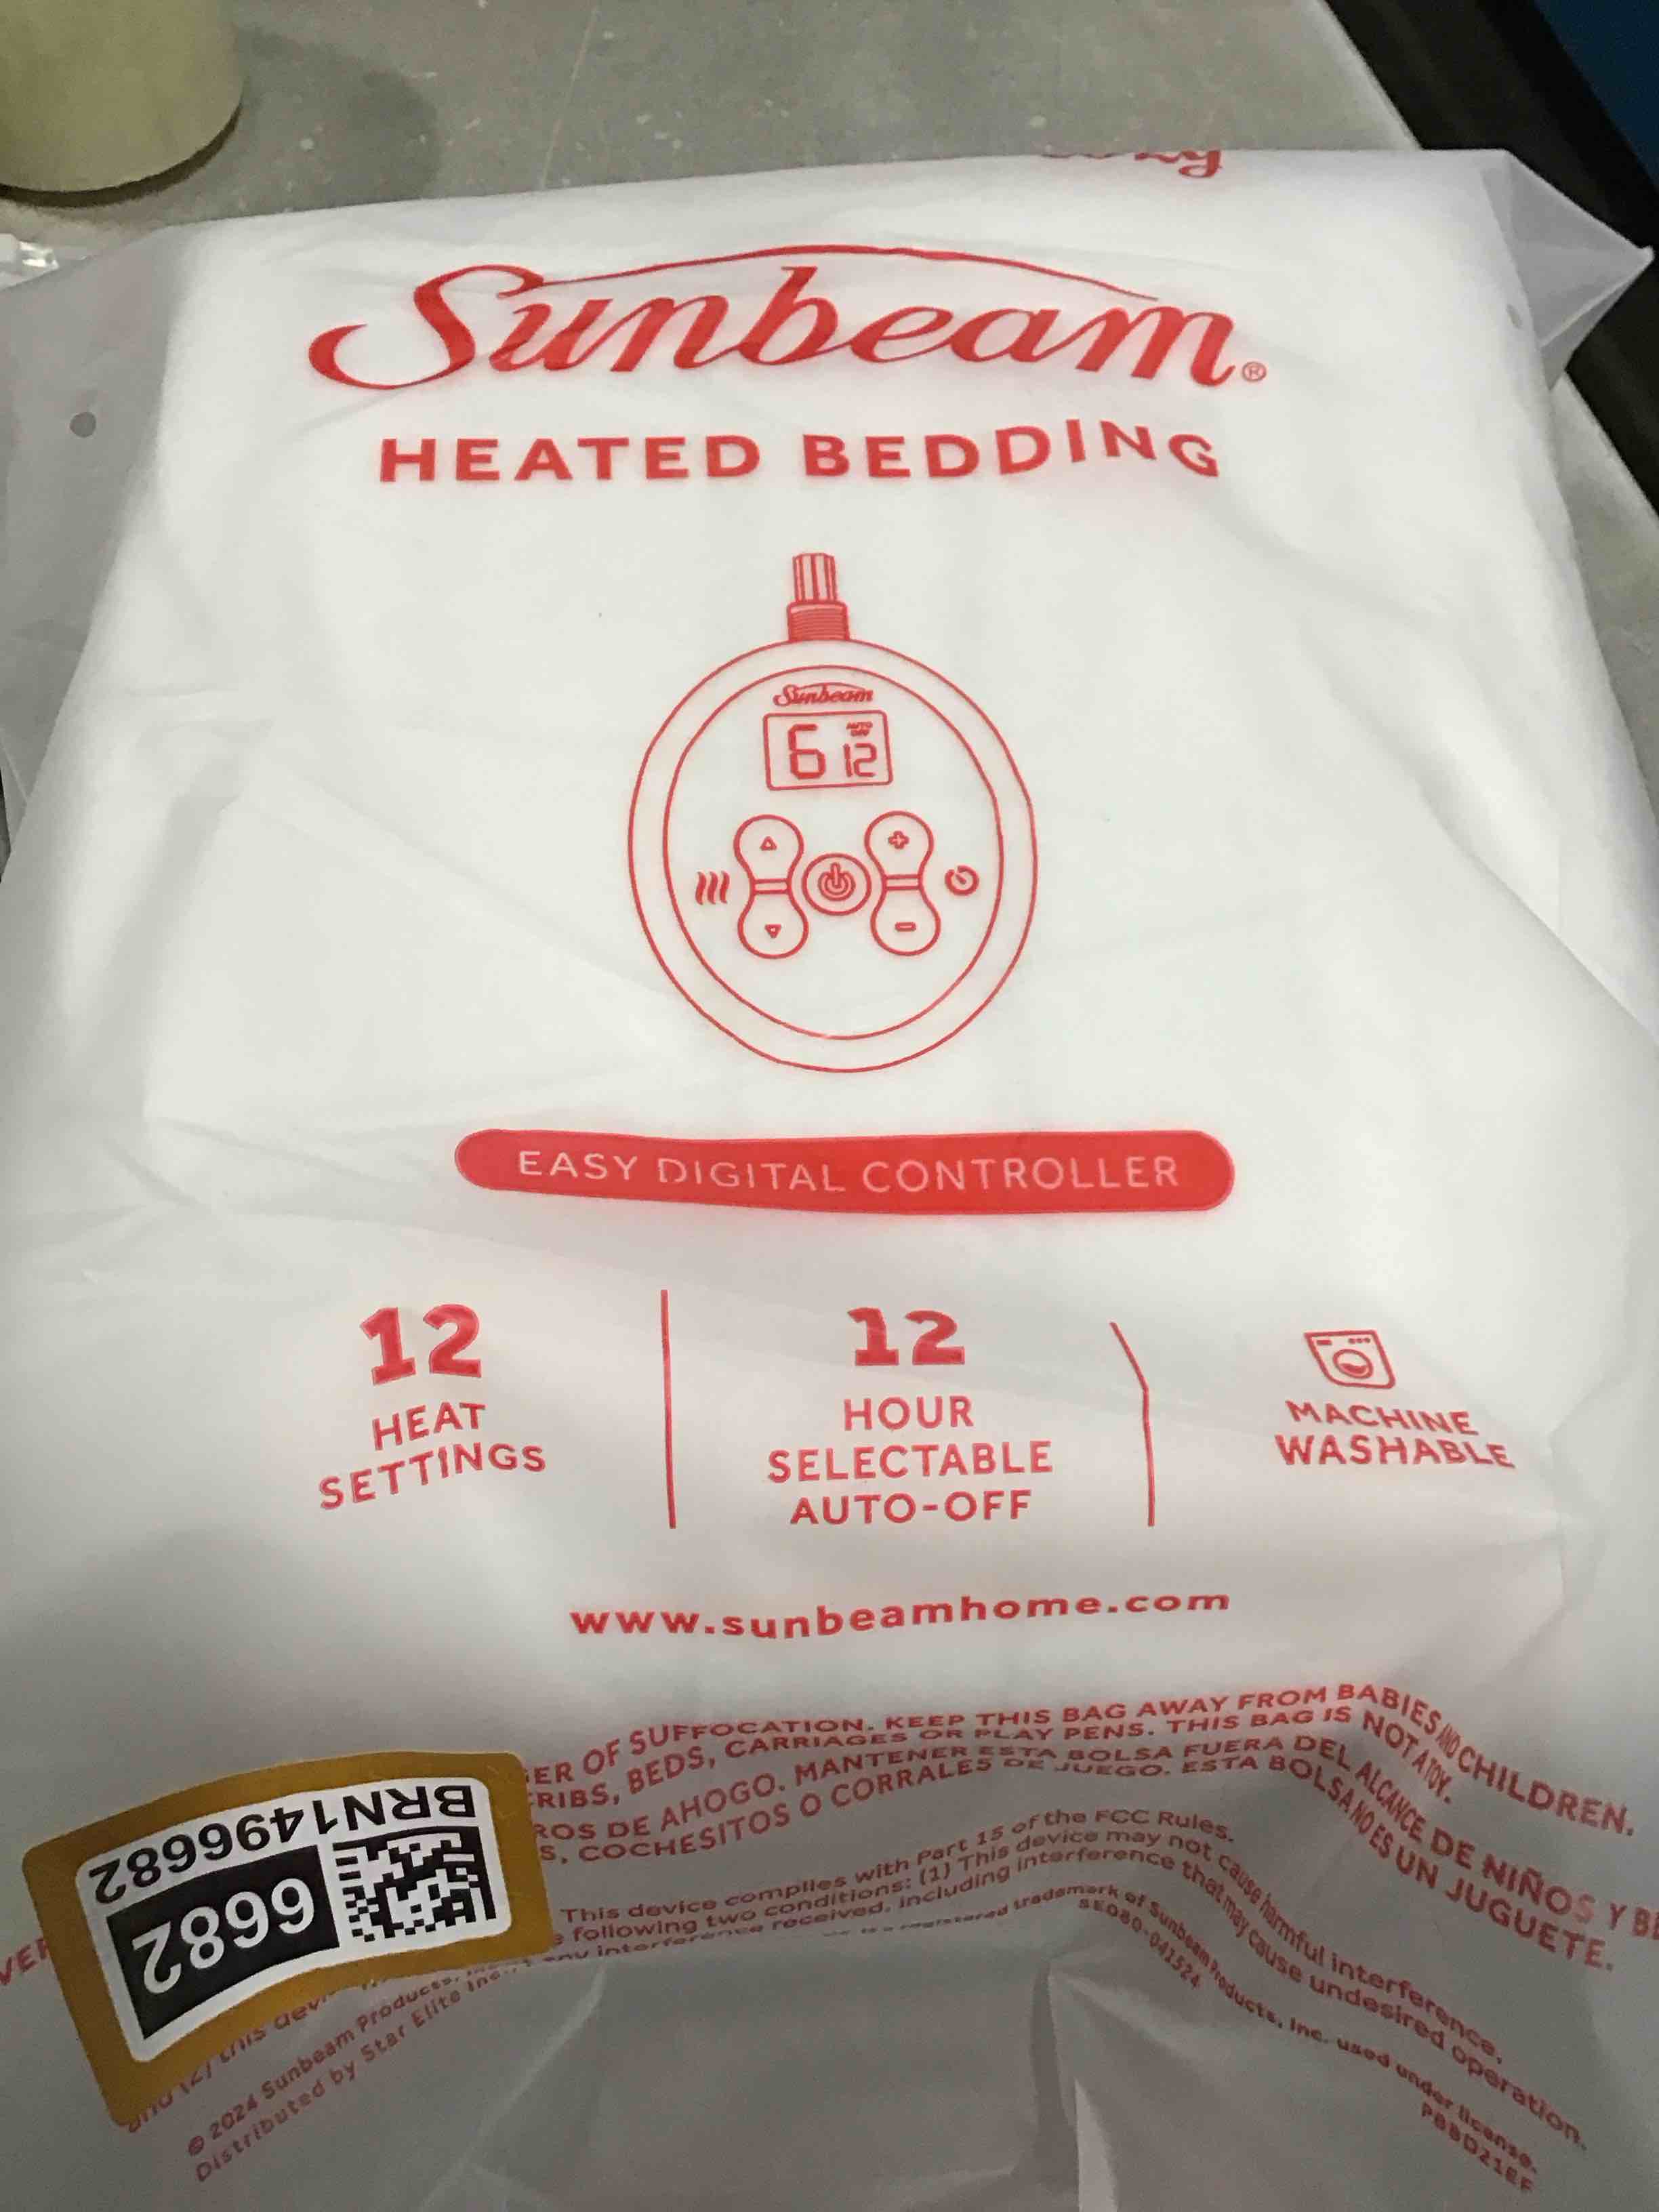 Sunbeam®
HEATED BEDDING
Sunbeam
AUTO
OFF
6 12
EASY DIGITAL CONTROLLER
12
HEAT
SETTINGS
12
HOUR
SELECTABLE
AUTO-OFF
MACHINE
WASHABLE
www.sunbeamhome.com
OF SUFFOCATION. KEEP THIS BAG AWAY FROM BABIES AND CHILDREN.
BEDS, CARRIAGES OR PLAY PENS. THIS BAG IS NOT A TOY.
DE AHOGO. MANTENER ESTA BOLSA FUERA DEL ALCANCE DE NIÑOS Y
COCHESITOS O CORRALES DE JUEGO. ESTA BOLSA NO ES UN JUGUETE.
This device complies with Part 15 of the FCC Rules.
following two conditions: (1) This device may not cause harmful interference,
any interference received, including interference that may cause undesired operation.
is a registered trademark of Sunbeam Products, Inc. used under license.
© 2024 Sunbeam Products,
Distributed by Star Elite Inc.
SE080-041524
PBBD21EF
BRN1496682
6682